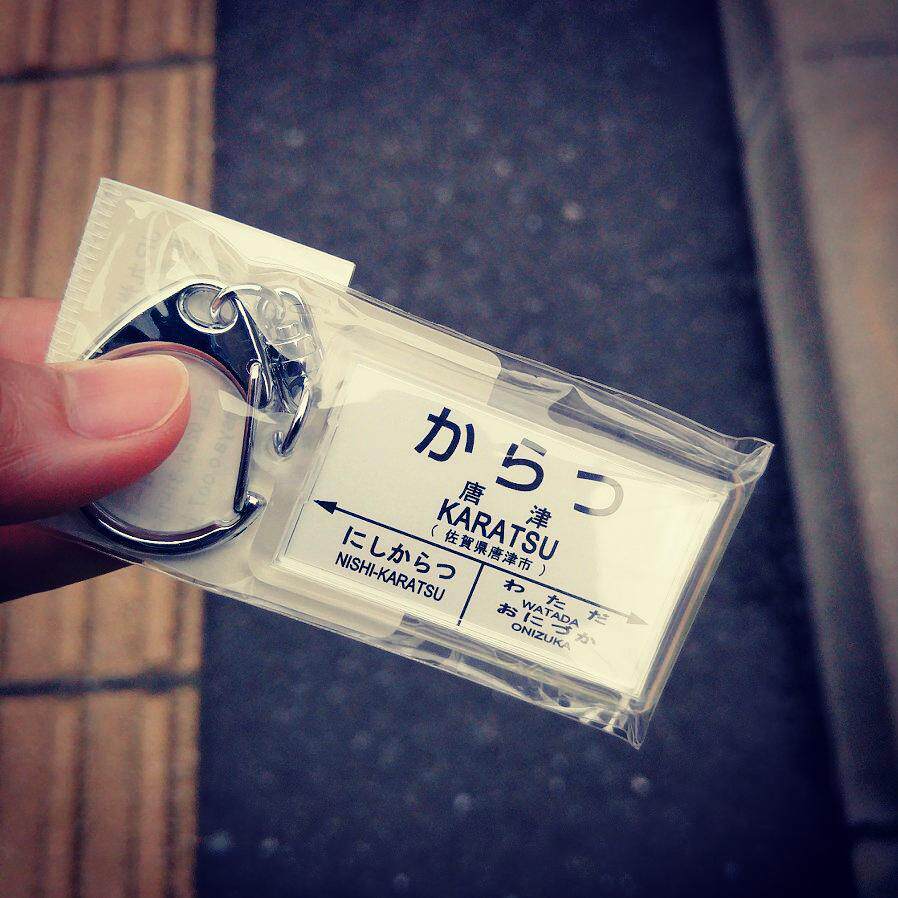 からつ
唐津
KARATSU
( 佐賀県唐津市 )
にしからつ
NISHI-KARATSU
わただ
WATADA
おにづか
ONIZUKA